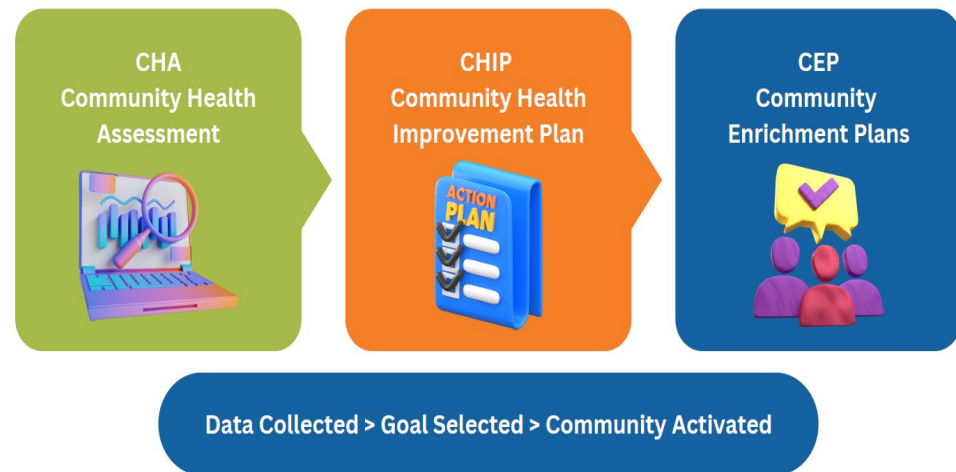 CHA
Community Health
Assessment
CHIP
Community Health
Improvement Plan
ACTION
PLAN
CEP
Community
Enrichment Plans
Data Collected > Goal Selected > Community Activated